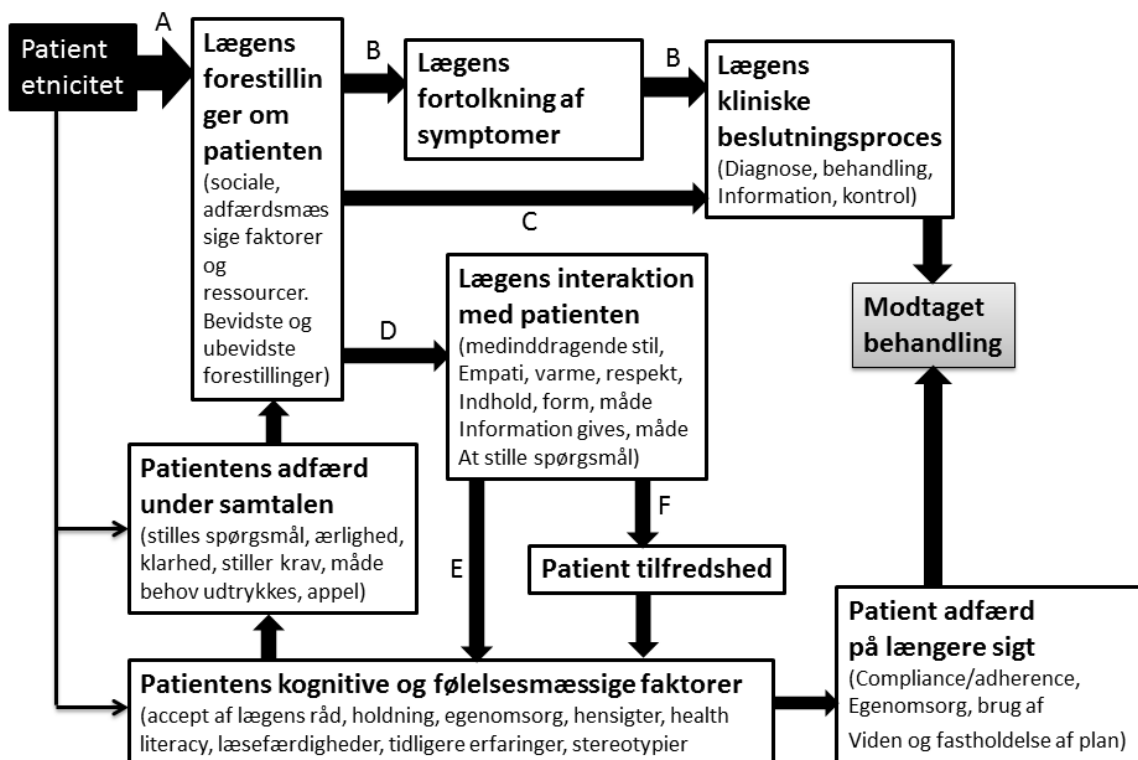 A
Patient
etnicitet
Lægens
forestillin
ger om
patienten
(sociale,
adfærdsmæs
sige faktorer
og
ressourcer.
Bevidste og
ubevidste
forestillinger)
B
Lægens
fortolkning af
symptomer
B
Lægens
kliniske
beslutningsproces
(Diagnose, behandling,
Information, kontrol)
C
D
Lægens interaktion
med patienten
(medinddragende stil,
Empati, varme, respekt,
Indhold, form, måde
Information gives, måde
At stille spørgsmål)
Modtaget
behandling
Patientens adfærd
under samtalen
(stilles spørgsmål, ærlighed,
klarhed, stiller krav, måde
behov udtrykkes, appel)
E
F
Patient tilfredshed
Patientens kognitive og følelsesmæssige faktorer
(accept af lægens råd, holdning, egenomsorg, hensigter, health
literacy, læsefærdigheder, tidligere erfaringer, stereotypier
Patient adfærd
på længere sigt
(Compliance/adherence,
Egenomsorg, brug af
Viden og fastholdelse af plan)